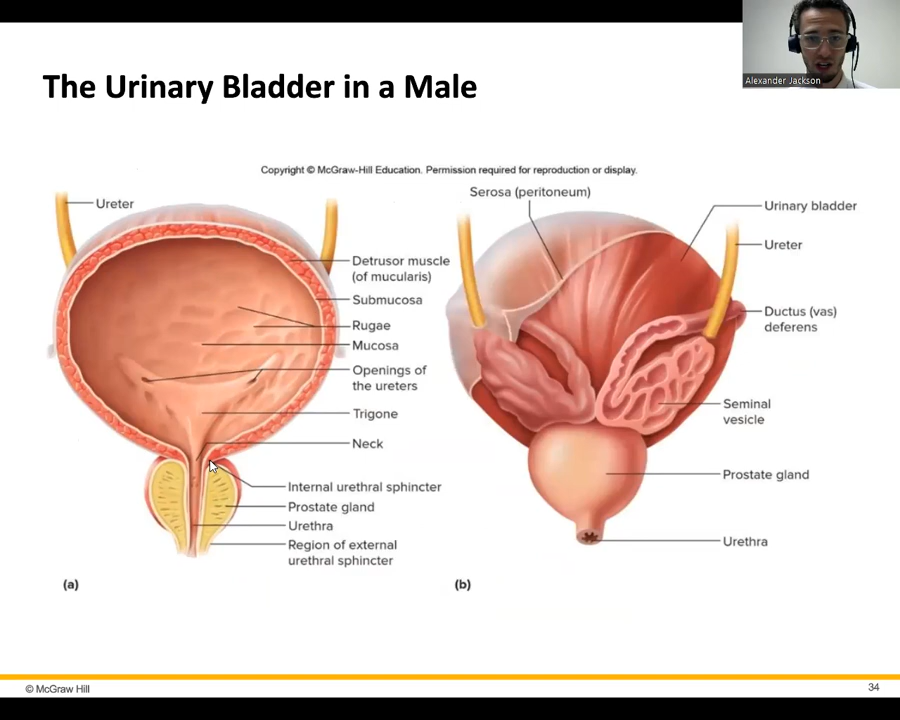 Alexander Jackson
The Urinary Bladder in a Male
Copyright © McGraw-Hill Education. Permission required for reproduction or display.
Ureter
Detrusor muscle
(of mucularis)
Submucosa
Rugae
Mucosa
Openings of
the ureters
Trigone
Neck
Internal urethral sphincter
Prostate gland
Urethra
Region of external
urethral sphincter
(a)
Serosa (peritoneum)
Urinary bladder
Ureter
Ductus (vas)
deferens
Seminal
vesicle
Prostate gland
Urethra
(b)
© McGraw Hill
34